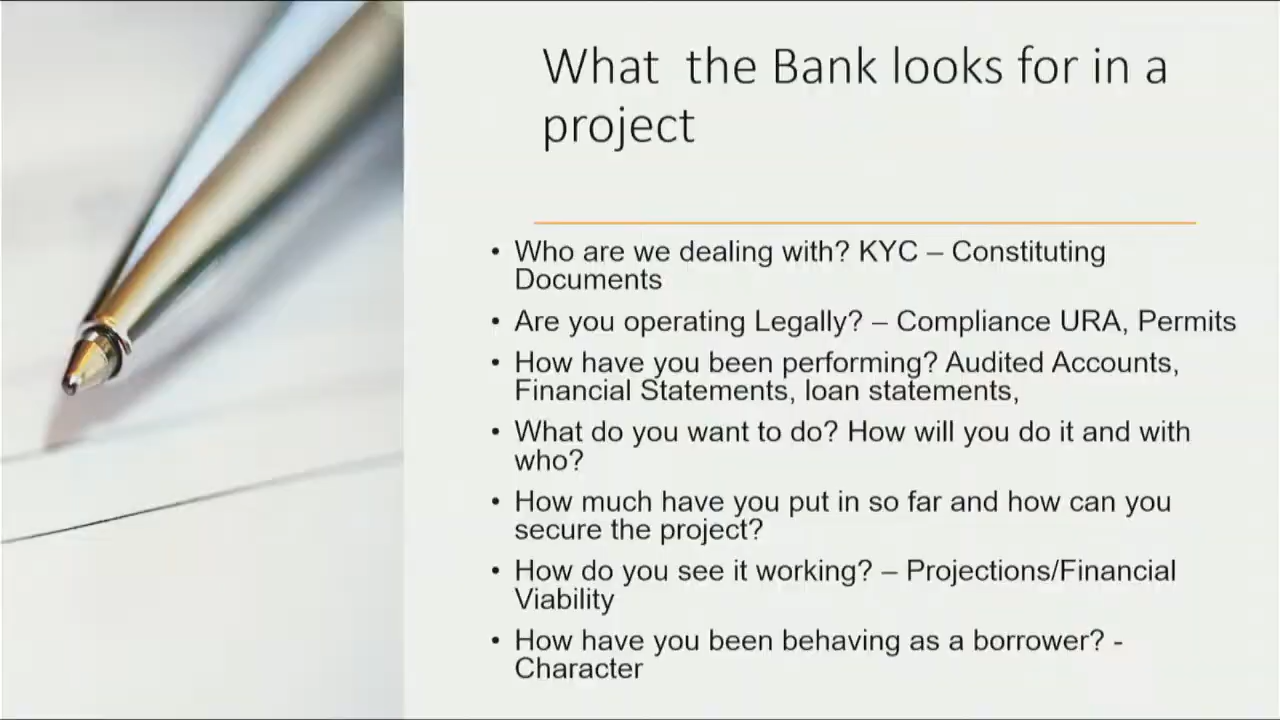 What  the Bank looks for in a
project
• Who are we dealing with? KYC – Constituting
Documents
• Are you operating Legally? – Compliance URA, Permits
• How have you been performing? Audited Accounts,
Financial Statements, loan statements,
• What do you want to do? How will you do it and with
who?
• How much have you put in so far and how can you
secure the project?
• How do you see it working? – Projections/Financial
Viability
• How have you been behaving as a borrower? -
Character